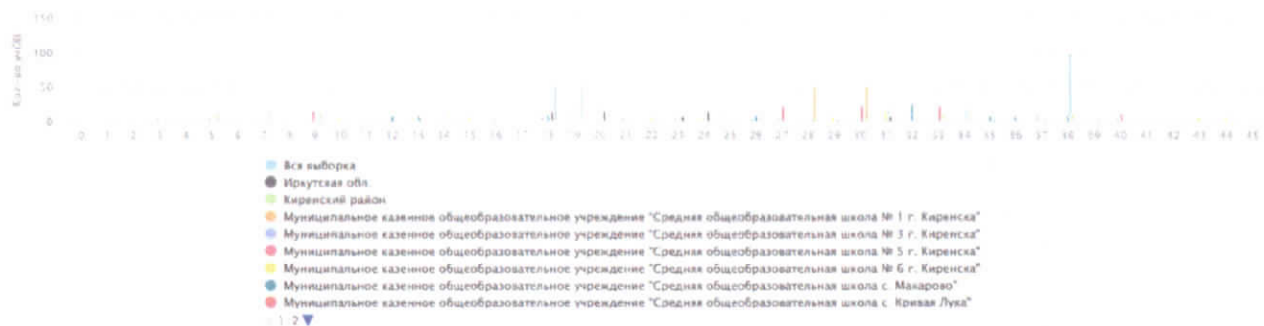 150
100
50
0
0 1 2 3 4 5 6 7 8 9 10 11 12 13 14 15 16 17 18 19 20 21 22 23 24 25 26 27 28 29 30 31 32 33 34 35 36 37 38 39 40 41 42 43 44 45
Вся выборка
Иркутская обл.
Киренский район
Муниципальное казенное общеобразовательное учреждение "Средняя общеобразовательная школа № 1 г. Киренска"
Муниципальное казенное общеобразовательное учреждение "Средняя общеобразовательная школа № 3 г. Киренска"
Муниципальное казенное общеобразовательное учреждение "Средняя общеобразовательная школа № 5 г. Киренска"
Муниципальное казенное общеобразовательное учреждение "Средняя общеобразовательная школа № 6 г. Киренска"
Муниципальное казенное общеобразовательное учреждение "Средняя общеобразовательная школа с. Макарово"
Муниципальное казенное общеобразовательное учреждение "Средняя общеобразовательная школа с. Кривая Лука"
1 2